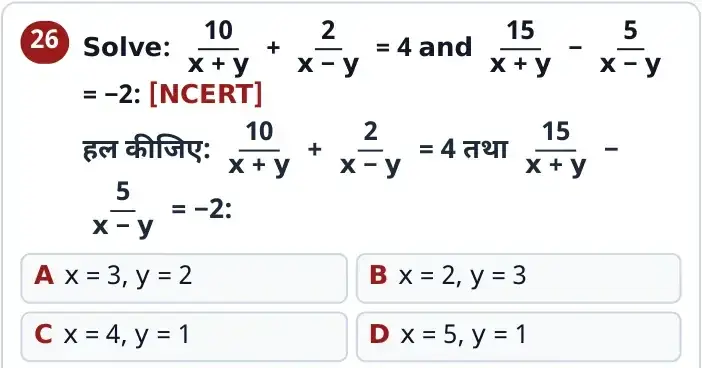 26 Solve: 10/(x + y) + 2/(x − y) = 4 and 15/(x + y) − 5/(x − y)
= −2: [NCERT]
हल कीजिए: 10/(x + y) + 2/(x − y) = 4 तथा 15/(x + y) −
5/(x − y) = −2:
A x = 3, y = 2
B x = 2, y = 3
C x = 4, y = 1
D x = 5, y = 1